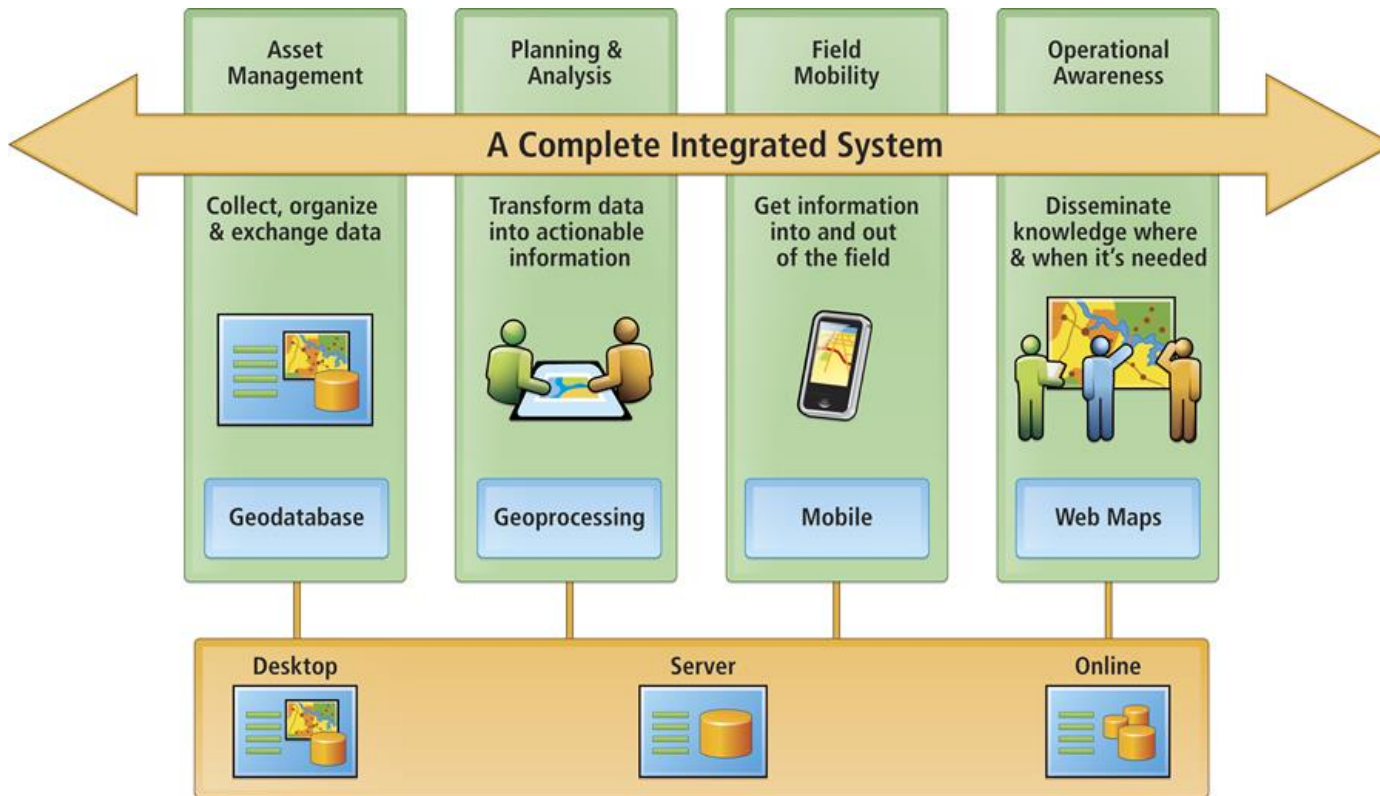 Asset
Management
Planning &
Analysis
Field
Mobility
Operational
Awareness
A Complete Integrated System
Collect, organize
& exchange data
Transform data
into actionable
information
Get information
into and out
of the field
Disseminate
knowledge where
& when it's needed
Geodatabase
Geoprocessing
Mobile
Web Maps
Desktop
Server
Online